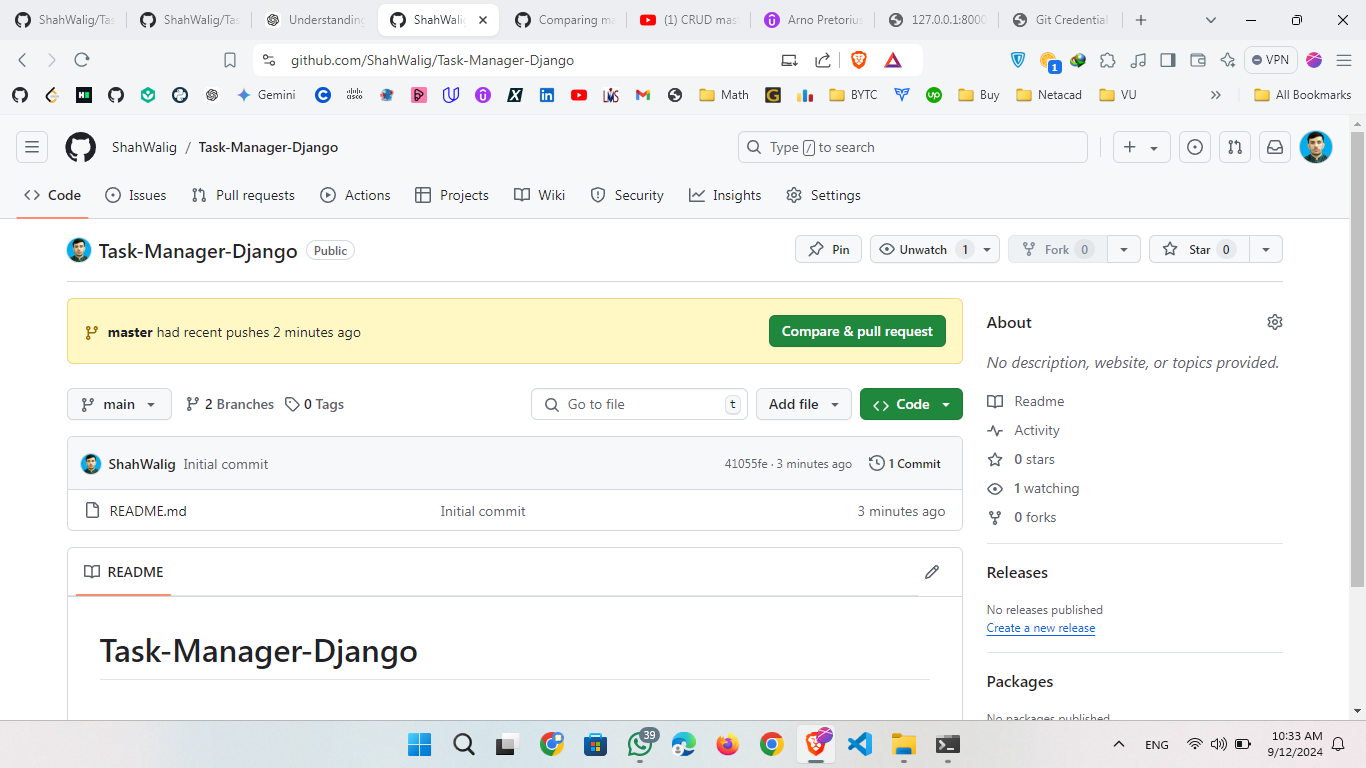 ShahWalig/Tas
ShahWalig/Tas
Understanding
ShahWalig
Comparing ma
(1) CRUD mast
Arno Pretorius
127.0.0.1:8000
Git Credential
github.com/ShahWalig/Task-Manager-Django
1
VPN
Gemini
Math
BYTC
Buy
Netacad
VU
All Bookmarks
ShahWalig / Task-Manager-Django
Type / to search
Code
Issues
Pull requests
Actions
Projects
Wiki
Security
Insights
Settings
Task-Manager-Django
Public
Pin
Unwatch 1
Fork 0
Star 0
master had recent pushes 2 minutes ago
Compare & pull request
main
2 Branches
0 Tags
Go to file
t
Add file
Code
ShahWalig Initial commit
41055fe · 3 minutes ago
1 Commit
README.md
Initial commit
3 minutes ago
README
Task-Manager-Django
About
No description, website, or topics provided.
Readme
Activity
0 stars
1 watching
0 forks
Releases
No releases published
Create a new release
Packages
No packages published
39
ENG
10:33 AM
9/12/2024